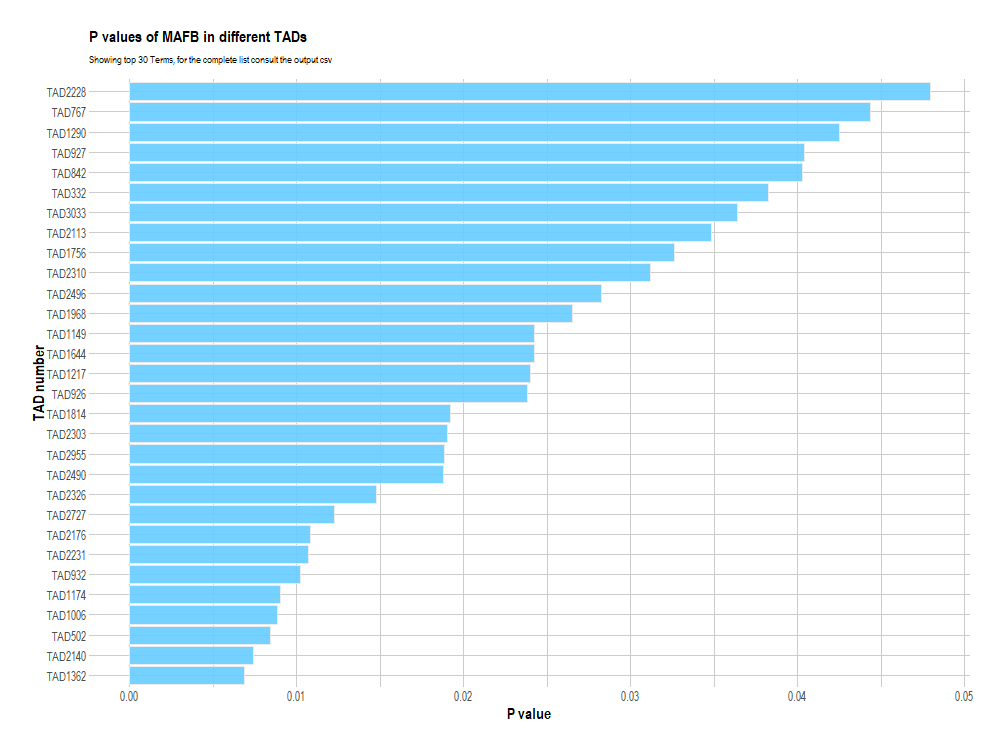 P values of MAFB in different TADs
Showing top 30 Terms, for the complete list consult the output csv
TAD number
TAD2228
TAD767
TAD1290
TAD927
TAD842
TAD332
TAD3033
TAD2113
TAD1756
TAD2310
TAD2496
TAD1968
TAD1149
TAD1644
TAD1217
TAD926
TAD1814
TAD2303
TAD2955
TAD2490
TAD2326
TAD2727
TAD2176
TAD2231
TAD932
TAD1174
TAD1006
TAD502
TAD2140
TAD1362
0.00 0.01 0.02 0.03 0.04 0.05
P value